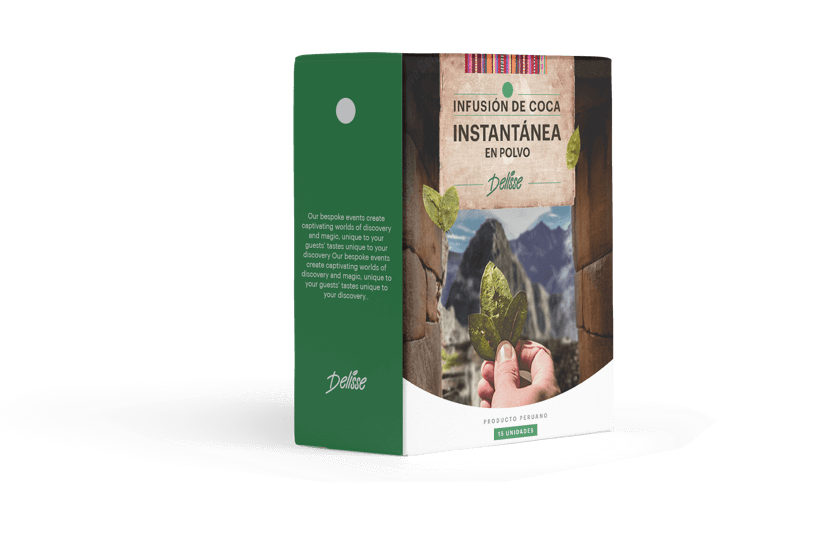 Our bespoke events create
captivating worlds of discovery
and magic, unique to your
guests' tastes unique to your
discovery Our bespoke events
create captivating worlds of
discovery and magic, unique to
your guests' tastes unique to
your discovery..
Delisse
INFUSIÓN DE COCA
INSTANTÁNEA
EN POLVO
Delisse
PRODUCTO PERUANO
15 UNIDADES